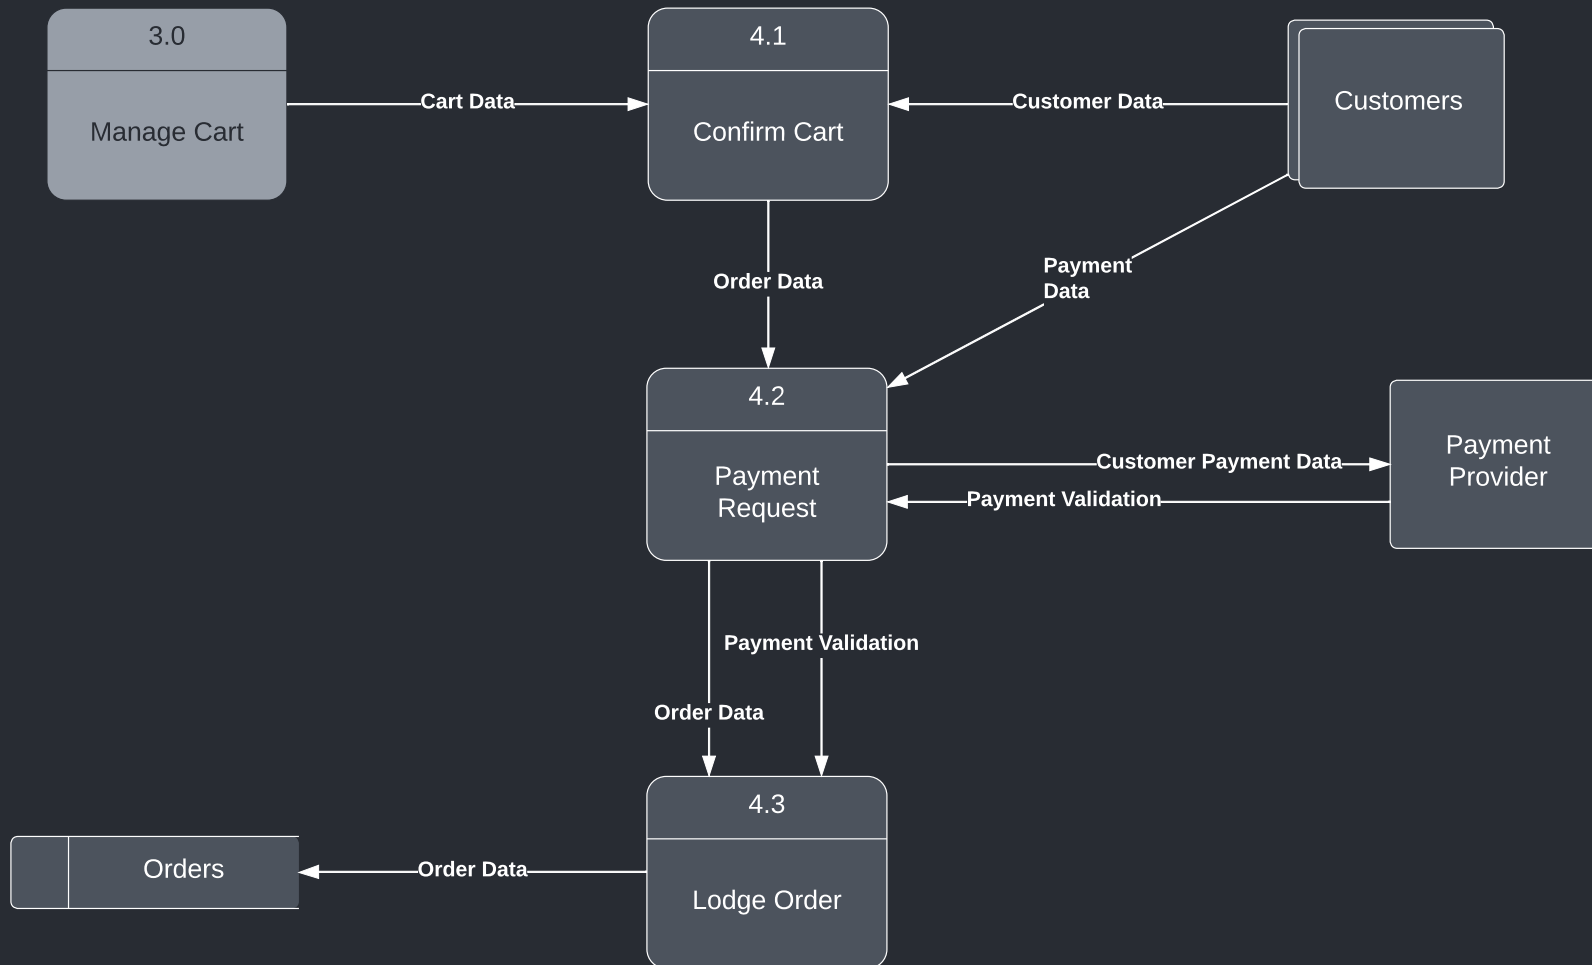 3.0
Manage Cart
Cart Data
4.1
Confirm Cart
Customer Data
Customers
Order Data
Payment
Data
4.2
Payment
Request
Customer Payment Data
Payment Validation
Payment
Provider
Payment Validation
Order Data
4.3
Lodge Order
Order Data
Orders